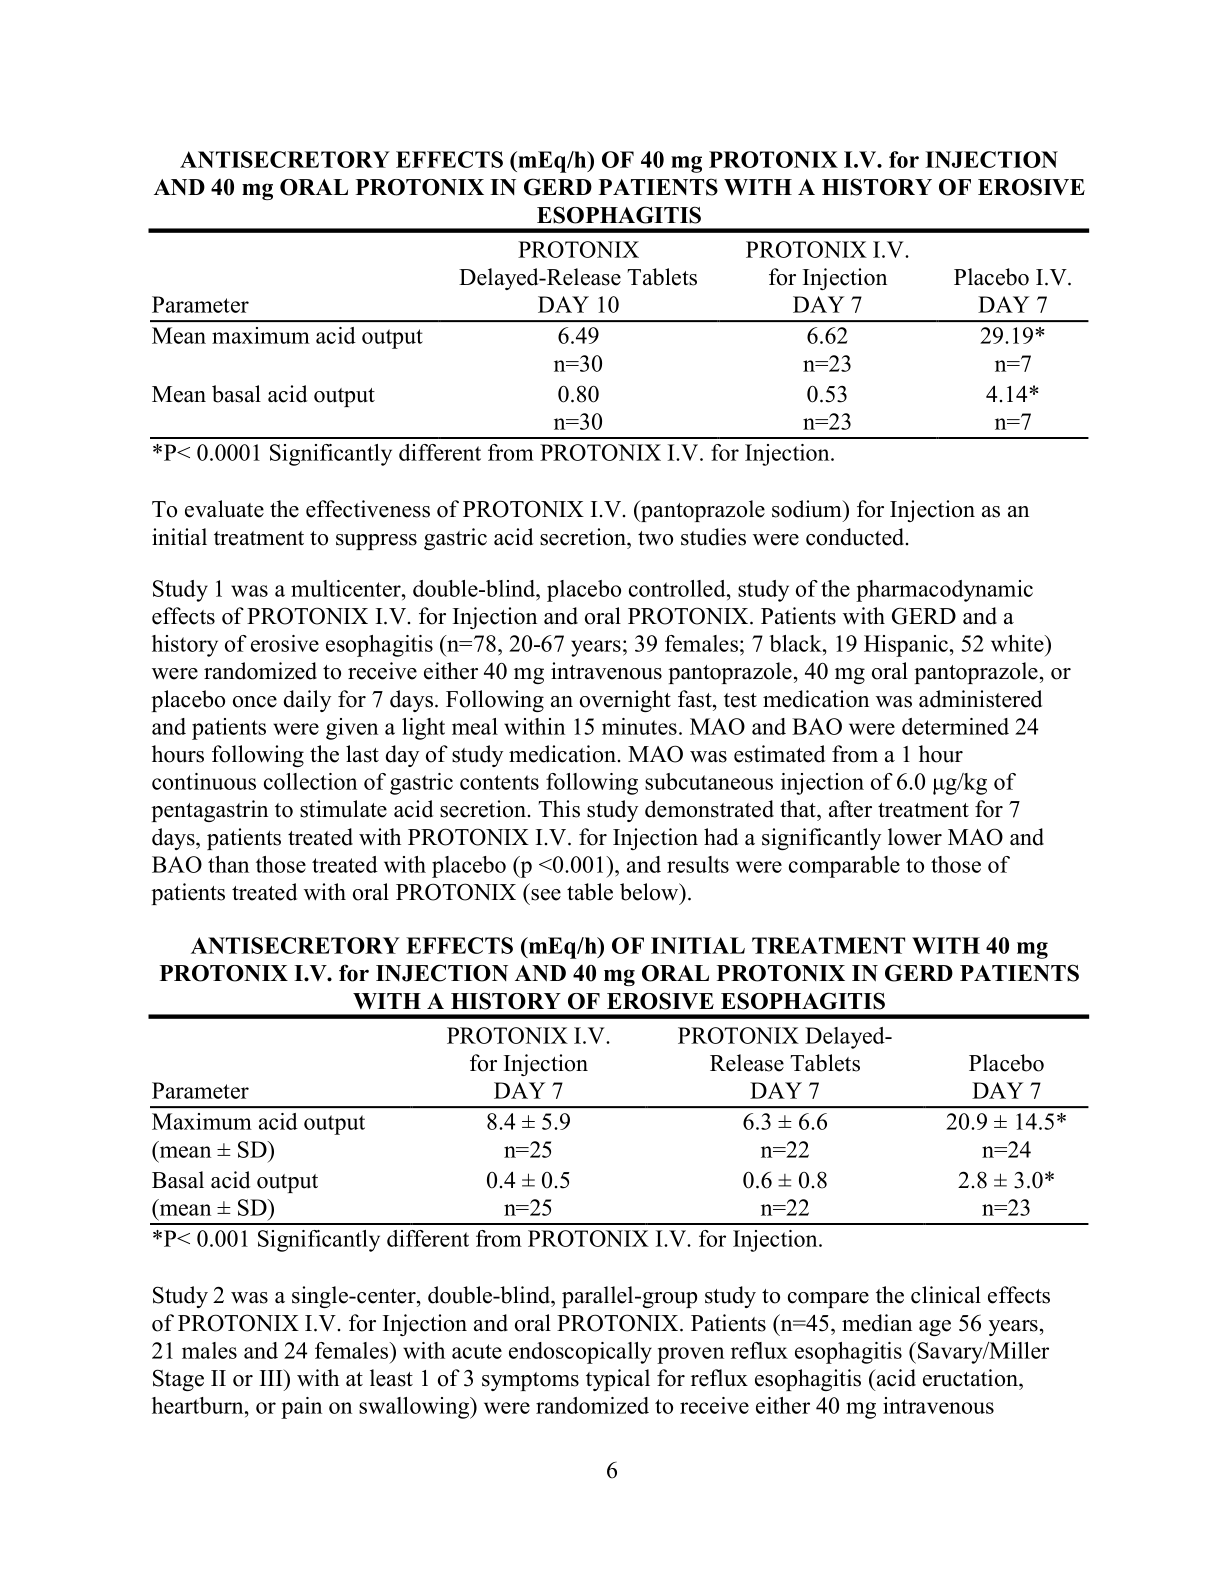 ANTISECRETORY EFFECTS (mEq/h) OF 40 mg PROTONIX I.V. for INJECTION
AND 40 mg ORAL PROTONIX IN GERD PATIENTS WITH A HISTORY OF EROSIVE
ESOPHAGITIS
PROTONIX PROTONIX I.V.
Delayed-Release Tablets for Injection Placebo I.V.
Parameter DAY 10 DAY 7 DAY 7
Mean maximum acid output 6.49 6.62 29.19*
n=30 n=23 n=7
Mean basal acid output 0.80 0.53 4.14*
n=30 n=23 n=7
*P< 0.0001 Significantly different from PROTONIX I.V. for Injection.
To evaluate the effectiveness of PROTONIX I.V. (pantoprazole sodium) for Injection as an
initial treatment to suppress gastric acid secretion, two studies were conducted.
Study 1 was a multicenter, double-blind, placebo controlled, study of the pharmacodynamic
effects of PROTONIX I.V. for Injection and oral PROTONIX. Patients with GERD and a
history of erosive esophagitis (n=78, 20-67 years; 39 females; 7 black, 19 Hispanic, 52 white)
were randomized to receive either 40 mg intravenous pantoprazole, 40 mg oral pantoprazole, or
placebo once daily for 7 days. Following an overnight fast, test medication was administered
and patients were given a light meal within 15 minutes. MAO and BAO were determined 24
hours following the last day of study medication. MAO was estimated from a 1 hour
continuous collection of gastric contents following subcutaneous injection of 6.0 μg/kg of
pentagastrin to stimulate acid secretion. This study demonstrated that, after treatment for 7
days, patients treated with PROTONIX I.V. for Injection had a significantly lower MAO and
BAO than those treated with placebo (p <0.001), and results were comparable to those of
patients treated with oral PROTONIX (see table below).
ANTISECRETORY EFFECTS (mEq/h) OF INITIAL TREATMENT WITH 40 mg
PROTONIX I.V. for INJECTION AND 40 mg ORAL PROTONIX IN GERD PATIENTS
WITH A HISTORY OF EROSIVE ESOPHAGITIS
PROTONIX I.V. PROTONIX Delayed-
for Injection Release Tablets Placebo
Parameter DAY 7 DAY 7 DAY 7
Maximum acid output 8.4 ± 5.9 6.3 ± 6.6 20.9 ± 14.5*
(mean ± SD) n=25 n=22 n=24
Basal acid output 0.4 ± 0.5 0.6 ± 0.8 2.8 ± 3.0*
(mean ± SD) n=25 n=22 n=23
*P< 0.001 Significantly different from PROTONIX I.V. for Injection.
Study 2 was a single-center, double-blind, parallel-group study to compare the clinical effects
of PROTONIX I.V. for Injection and oral PROTONIX. Patients (n=45, median age 56 years,
21 males and 24 females) with acute endoscopically proven reflux esophagitis (Savary/Miller
Stage II or III) with at least 1 of 3 symptoms typical for reflux esophagitis (acid eructation,
heartburn, or pain on swallowing) were randomized to receive either 40 mg intravenous
6